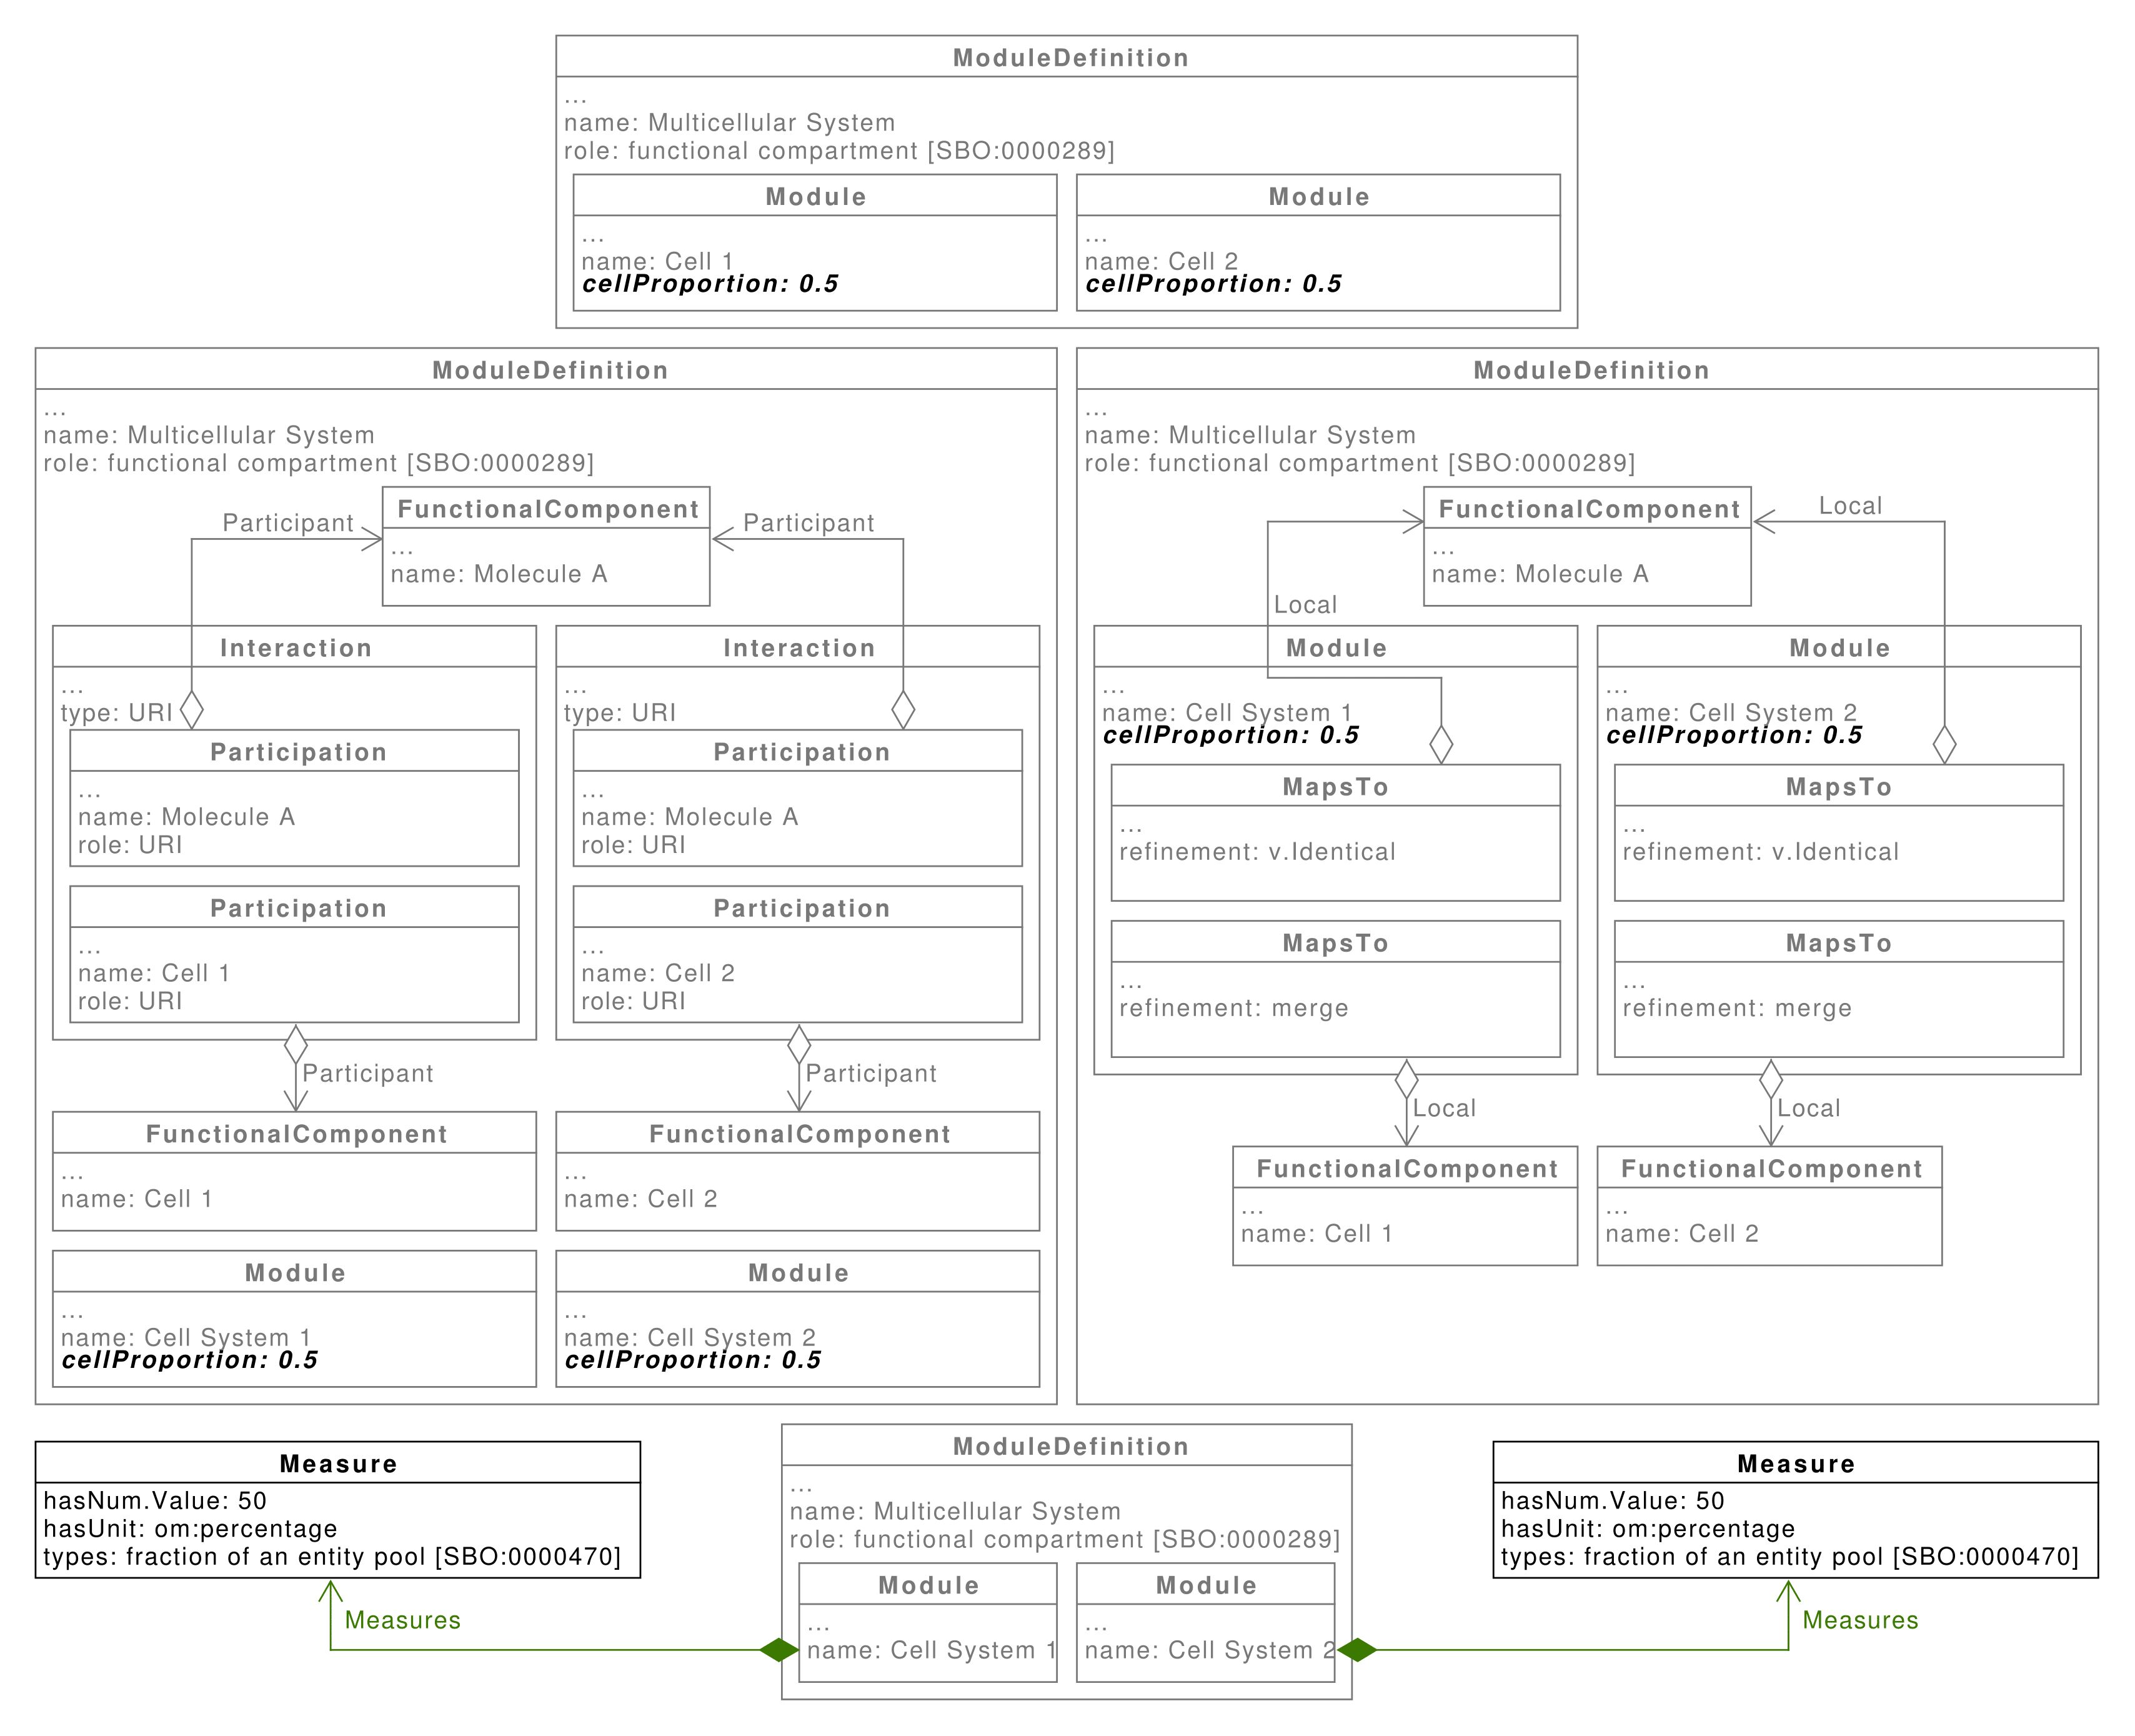 ModuleDefinition
...
name: Multicellular System
role: functional compartment [SBO:0000289]
Module
...
name: Cell 1
cellProportion: 0.5
Module
...
name: Cell 2
cellProportion: 0.5
ModuleDefinition
...
name: Multicellular System
role: functional compartment [SBO:0000289]
FunctionalComponent
...
name: Molecule A
Participant
Participant
Interaction
...
type: URI
Participation
...
name: Molecule A
role: URI
Participation
...
name: Cell 1
role: URI
Participant
FunctionalComponent
...
name: Cell 1
Module
...
name: Cell System 1
cellProportion: 0.5
Interaction
...
type: URI
Participation
...
name: Molecule A
role: URI
Participation
...
name: Cell 2
role: URI
Participant
FunctionalComponent
...
name: Cell 2
Module
...
name: Cell System 2
cellProportion: 0.5
ModuleDefinition
...
name: Multicellular System
role: functional compartment [SBO:0000289]
FunctionalComponent
...
name: Molecule A
Local
Local
Module
...
name: Cell System 1
cellProportion: 0.5
MapsTo
...
refinement: v.Identical
MapsTo
...
refinement: merge
Local
FunctionalComponent
...
name: Cell 1
Module
...
name: Cell System 2
cellProportion: 0.5
MapsTo
...
refinement: v.Identical
MapsTo
...
refinement: merge
Local
FunctionalComponent
...
name: Cell 2
Measure
hasNum.Value: 50
hasUnit: om:percentage
types: fraction of an entity pool [SBO:0000470]
Measures
ModuleDefinition
...
name: Multicellular System
role: functional compartment [SBO:0000289]
Module
...
name: Cell System 1
Module
...
name: Cell System 2
Measure
hasNum.Value: 50
hasUnit: om:percentage
types: fraction of an entity pool [SBO:0000470]
Measures